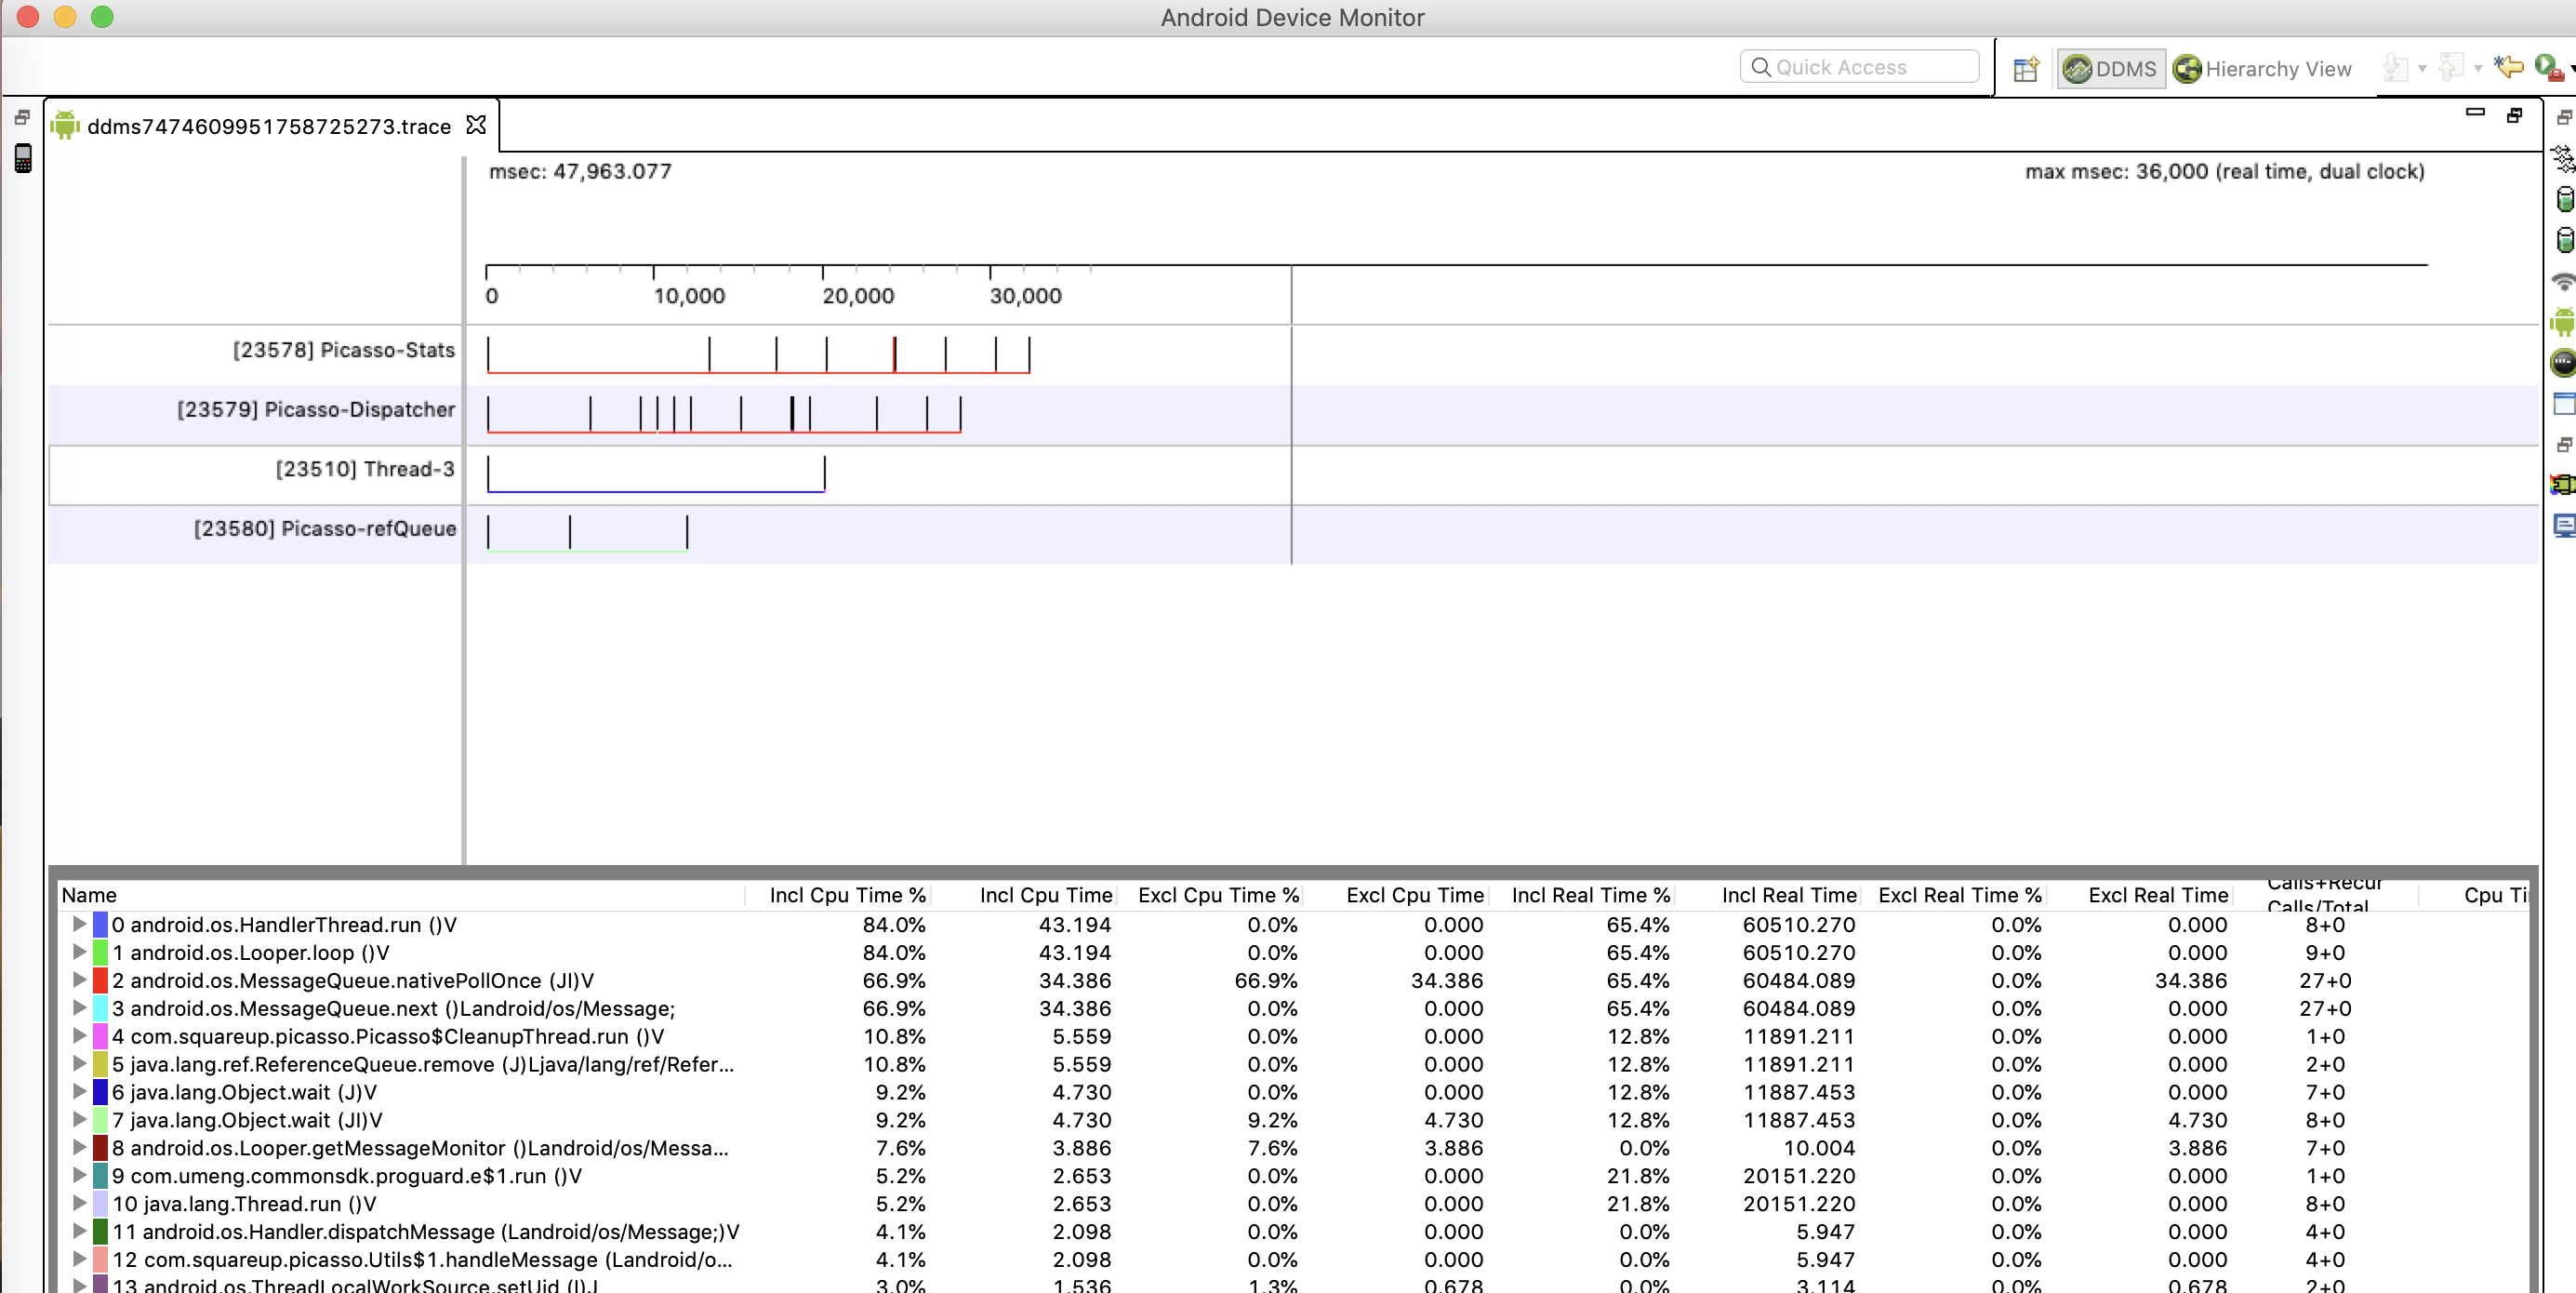 Android Device Monitor
Quick Access DDMS Hierarchy View
ddms7474609951758725273.trace
msec: 47,963.077 max msec: 36,000 (real time, dual clock)
0 10,000 20,000 30,000
[23578] Picasso-Stats
[23579] Picasso-Dispatcher
[23510] Thread-3
[23580] Picasso-refQueue
Name Incl Cpu Time % Incl Cpu Time Excl Cpu Time % Excl Cpu Time Incl Real Time % Incl Real Time Excl Real Time % Excl Real Time Calls+Recur Calls/Total Cpu Ti
0 android.os.HandlerThread.run ()V 84.0% 43.194 0.0% 0.000 65.4% 60510.270 0.0% 0.000 8+0
1 android.os.Looper.loop ()V 84.0% 43.194 0.0% 0.000 65.4% 60510.270 0.0% 0.000 9+0
2 android.os.MessageQueue.nativePollOnce (JI)V 66.9% 34.386 66.9% 34.386 65.4% 60484.089 0.0% 34.386 27+0
3 android.os.MessageQueue.next ()Landroid/os/Message; 66.9% 34.386 0.0% 0.000 65.4% 60484.089 0.0% 0.000 27+0
4 com.squareup.picasso.Picasso$CleanupThread.run ()V 10.8% 5.559 0.0% 0.000 12.8% 11891.211 0.0% 0.000 1+0
5 java.lang.ref.ReferenceQueue.remove (J)Ljava/lang/ref/Refer... 10.8% 5.559 0.0% 0.000 12.8% 11891.211 0.0% 0.000 2+0
6 java.lang.Object.wait (J)V 9.2% 4.730 0.0% 0.000 12.8% 11887.453 0.0% 0.000 7+0
7 java.lang.Object.wait (JI)V 9.2% 4.730 9.2% 4.730 12.8% 11887.453 0.0% 4.730 8+0
8 android.os.Looper.getMessageMonitor ()Landroid/os/Messa... 7.6% 3.886 7.6% 3.886 0.0% 10.004 0.0% 3.886 7+0
9 com.umeng.commonsdk.proguard.e$1.run ()V 5.2% 2.653 0.0% 0.000 21.8% 20151.220 0.0% 0.000 1+0
10 java.lang.Thread.run ()V 5.2% 2.653 0.0% 0.000 21.8% 20151.220 0.0% 0.000 8+0
11 android.os.Handler.dispatchMessage (Landroid/os/Message;)V 4.1% 2.098 0.0% 0.000 0.0% 5.947 0.0% 0.000 4+0
12 com.squareup.picasso.Utils$1.handleMessage (Landroid/o... 4.1% 2.098 0.0% 0.000 0.0% 5.947 0.0% 0.000 4+0
13 android.os.ThreadLocalWorkSource.setUid (I)J 3.0% 1.536 1.3% 0.678 0.0% 3.114 0.0% 0.678 2+0